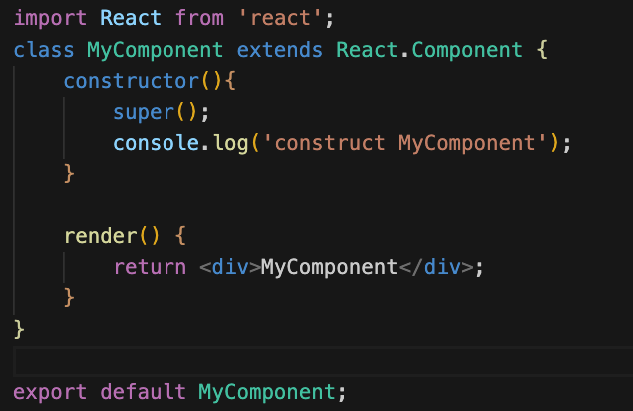 import React from 'react';
class MyComponent extends React.Component {
    constructor(){
        super();
        console.log('construct MyComponent');
    }

    render() {
        return <div>MyComponent</div>;
    }
}

export default MyComponent;